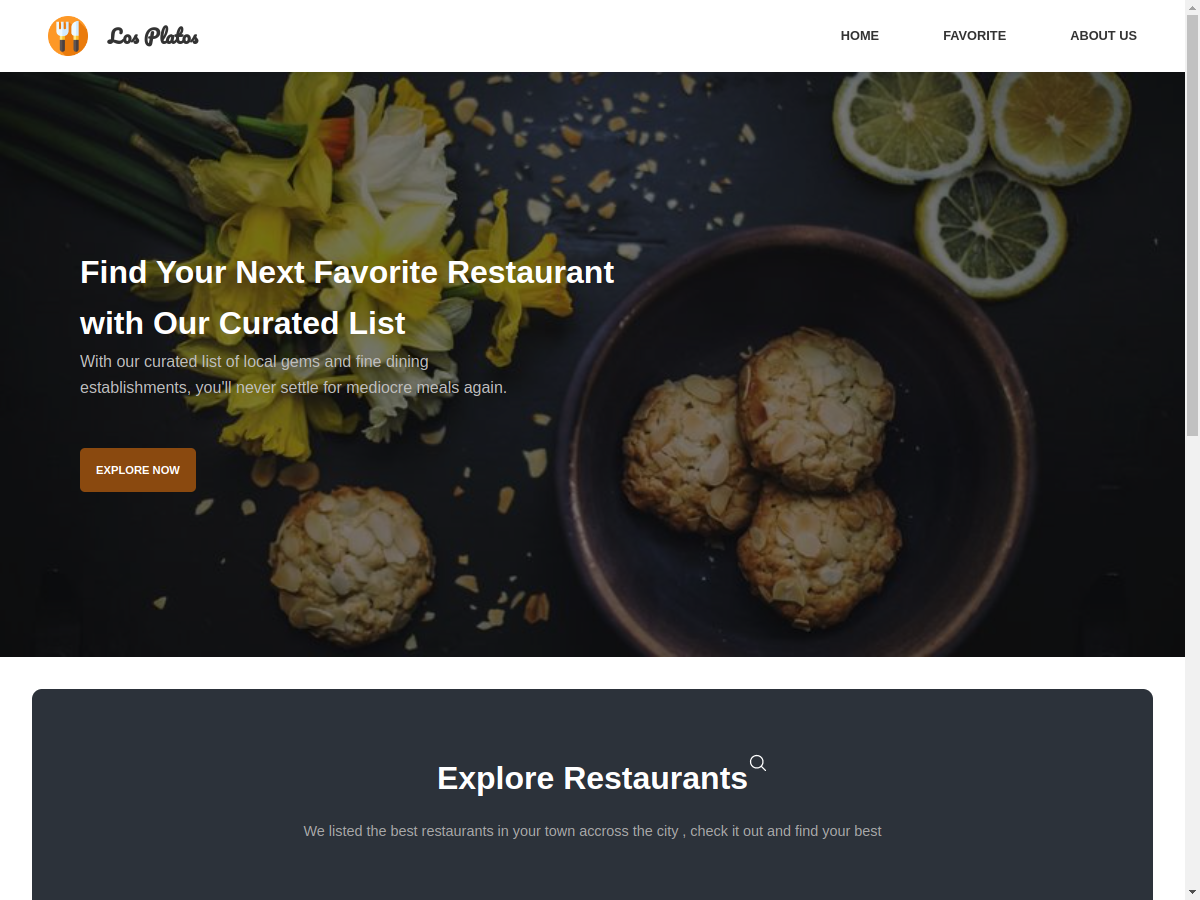 Los Platos
HOME
FAVORITE
ABOUT US
Find Your Next Favorite Restaurant
with Our Curated List
With our curated list of local gems and fine dining
establishments, you'll never settle for mediocre meals again.
EXPLORE NOW
Explore Restaurants
We listed the best restaurants in your town accross the city , check it out and find your best